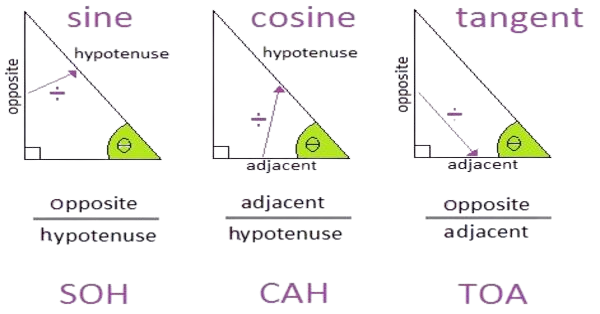 sine
hypotenuse
opposite
÷
θ
Opposite
hypotenuse
SOH
cosine
hypotenuse
÷
θ
adjacent
adjacent
hypotenuse
CAH
tangent
opposite
÷
θ
adjacent
Opposite
adjacent
TOA